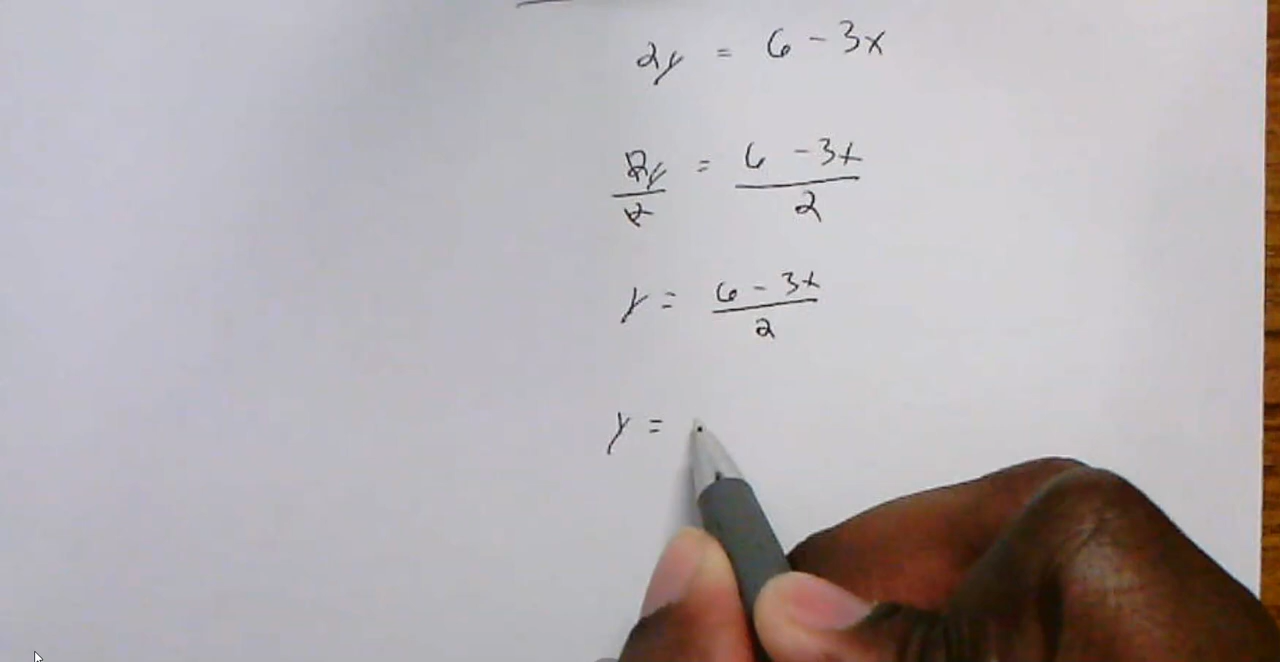 2y = 6 - 3x
2y/2 = 6 - 3x/2
y = 6 - 3x/2
y =